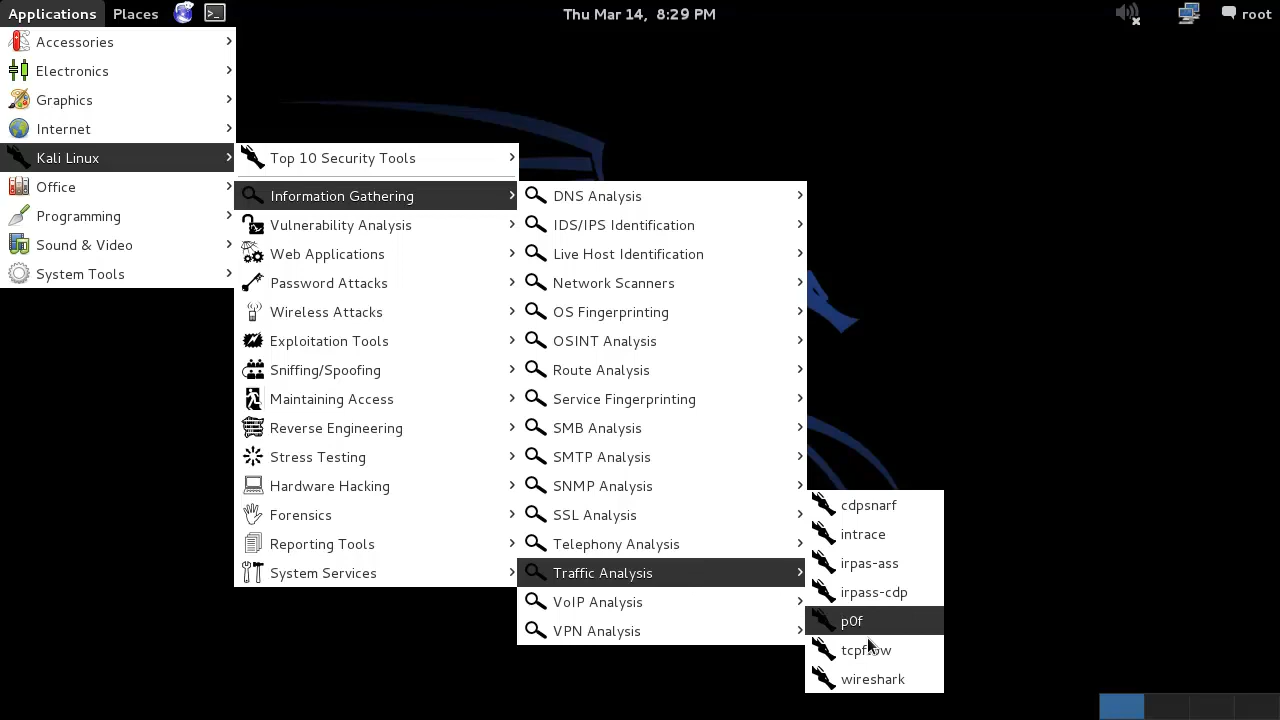 Applications Places Thu Mar 14, 8:29 PM root
Accessories
Electronics
Graphics
Internet
Kali Linux
Office
Programming
Sound & Video
System Tools
Top 10 Security Tools
Information Gathering
Vulnerability Analysis
Web Applications
Password Attacks
Wireless Attacks
Exploitation Tools
Sniffing/Spoofing
Maintaining Access
Reverse Engineering
Stress Testing
Hardware Hacking
Forensics
Reporting Tools
System Services
DNS Analysis
IDS/IPS Identification
Live Host Identification
Network Scanners
OS Fingerprinting
OSINT Analysis
Route Analysis
Service Fingerprinting
SMB Analysis
SMTP Analysis
SNMP Analysis
SSL Analysis
Telephony Analysis
Traffic Analysis
VoIP Analysis
VPN Analysis
cdpsnarf
intrace
irpas-ass
irpass-cdp
p0f
tcpflow
wireshark